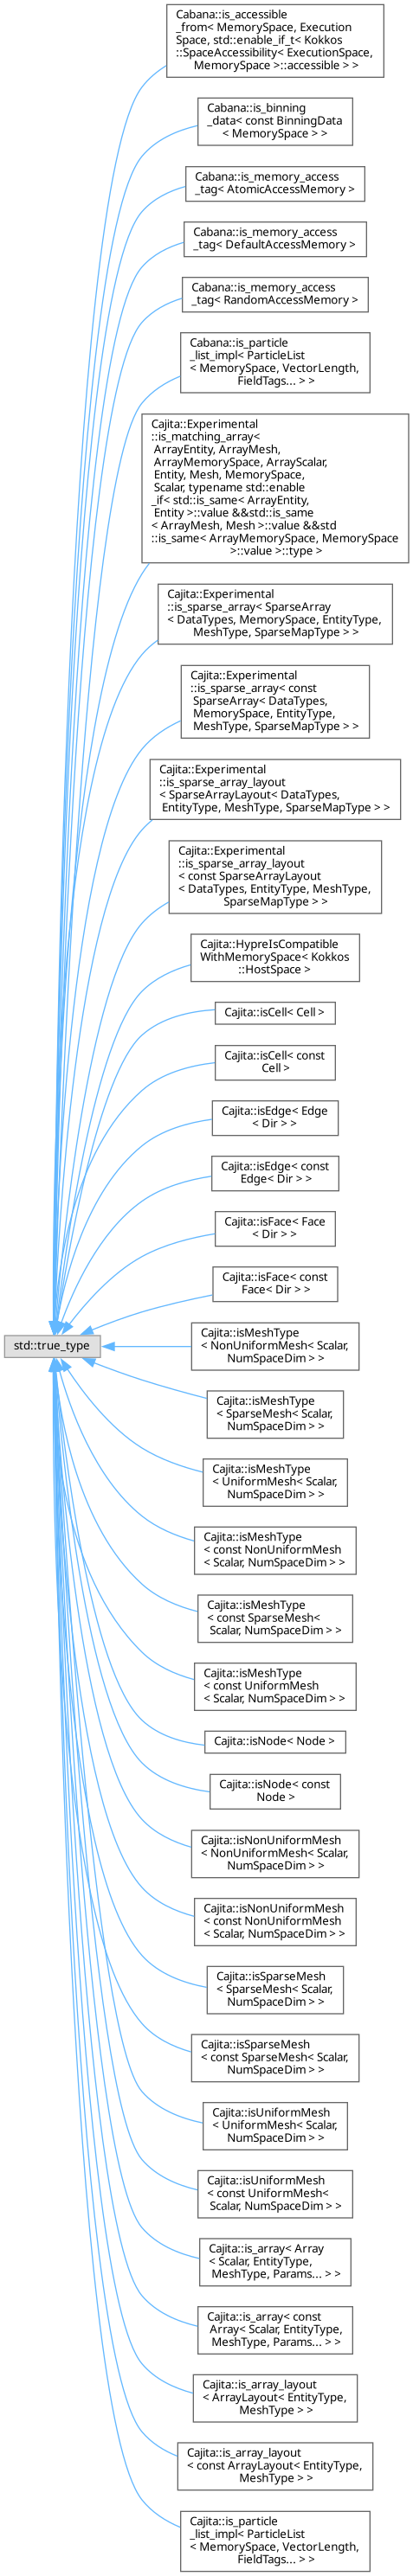 Cabana::is_accessible
_from< MemorySpace, Execution
Space, std::enable_if_t< Kokkos
::SpaceAccessibility< ExecutionSpace,
MemorySpace >::accessible > >
Cabana::is_binning
_data< const BinningData
< MemorySpace > >
Cabana::is_memory_access
_tag< AtomicAccessMemory >
Cabana::is_memory_access
_tag< DefaultAccessMemory >
Cabana::is_memory_access
_tag< RandomAccessMemory >
Cabana::is_particle
_list_impl< ParticleList
< MemorySpace, VectorLength,
FieldTags... > >
Cajita::Experimental
::is_matching_array<
ArrayEntity, ArrayMesh,
ArrayMemorySpace, ArrayScalar,
Entity, Mesh, MemorySpace,
Scalar, typename std::enable
_if< std::is_same< ArrayEntity,
Entity >::value &&std::is_same
< ArrayMesh, Mesh >::value &&std
::is_same< ArrayMemorySpace, MemorySpace
>::value >::type >
Cajita::Experimental
::is_sparse_array< SparseArray
< DataTypes, MemorySpace, EntityType,
MeshType, SparseMapType > >
Cajita::Experimental
::is_sparse_array< const
SparseArray< DataTypes,
MemorySpace, EntityType,
MeshType, SparseMapType > >
Cajita::Experimental
::is_sparse_array_layout
< SparseArrayLayout< DataTypes,
EntityType, MeshType, SparseMapType > >
Cajita::Experimental
::is_sparse_array_layout
< const SparseArrayLayout
< DataTypes, EntityType, MeshType,
SparseMapType > >
Cajita::HypreIsCompatible
WithMemorySpace< Kokkos
::HostSpace >
Cajita::isCell< Cell >
Cajita::isCell< const
Cell >
Cajita::isEdge< Edge
< Dir > >
Cajita::isEdge< const
Edge< Dir > >
Cajita::isFace< Face
< Dir > >
Cajita::isFace< const
Face< Dir > >
std::true_type
Cajita::isMeshType
< NonUniformMesh< Scalar,
NumSpaceDim > >
Cajita::isMeshType
< SparseMesh< Scalar,
NumSpaceDim > >
Cajita::isMeshType
< UniformMesh< Scalar,
NumSpaceDim > >
Cajita::isMeshType
< const NonUniformMesh
< Scalar, NumSpaceDim > >
Cajita::isMeshType
< const SparseMesh<
Scalar, NumSpaceDim > >
Cajita::isMeshType
< const UniformMesh
< Scalar, NumSpaceDim > >
Cajita::isNode< Node >
Cajita::isNode< const
Node >
Cajita::isNonUniformMesh
< NonUniformMesh< Scalar,
NumSpaceDim > >
Cajita::isNonUniformMesh
< const NonUniformMesh
< Scalar, NumSpaceDim > >
Cajita::isSparseMesh
< SparseMesh< Scalar,
NumSpaceDim > >
Cajita::isSparseMesh
< const SparseMesh< Scalar,
NumSpaceDim > >
Cajita::isUniformMesh
< UniformMesh< Scalar,
NumSpaceDim > >
Cajita::isUniformMesh
< const UniformMesh<
Scalar, NumSpaceDim > >
Cajita::is_array< Array
< Scalar, EntityType,
MeshType, Params... > >
Cajita::is_array< const
Array< Scalar, EntityType,
MeshType, Params... > >
Cajita::is_array_layout
< ArrayLayout< EntityType,
MeshType > >
Cajita::is_array_layout
< const ArrayLayout< EntityType,
MeshType > >
Cajita::is_particle
_list_impl< ParticleList
< MemorySpace, VectorLength,
FieldTags... > >